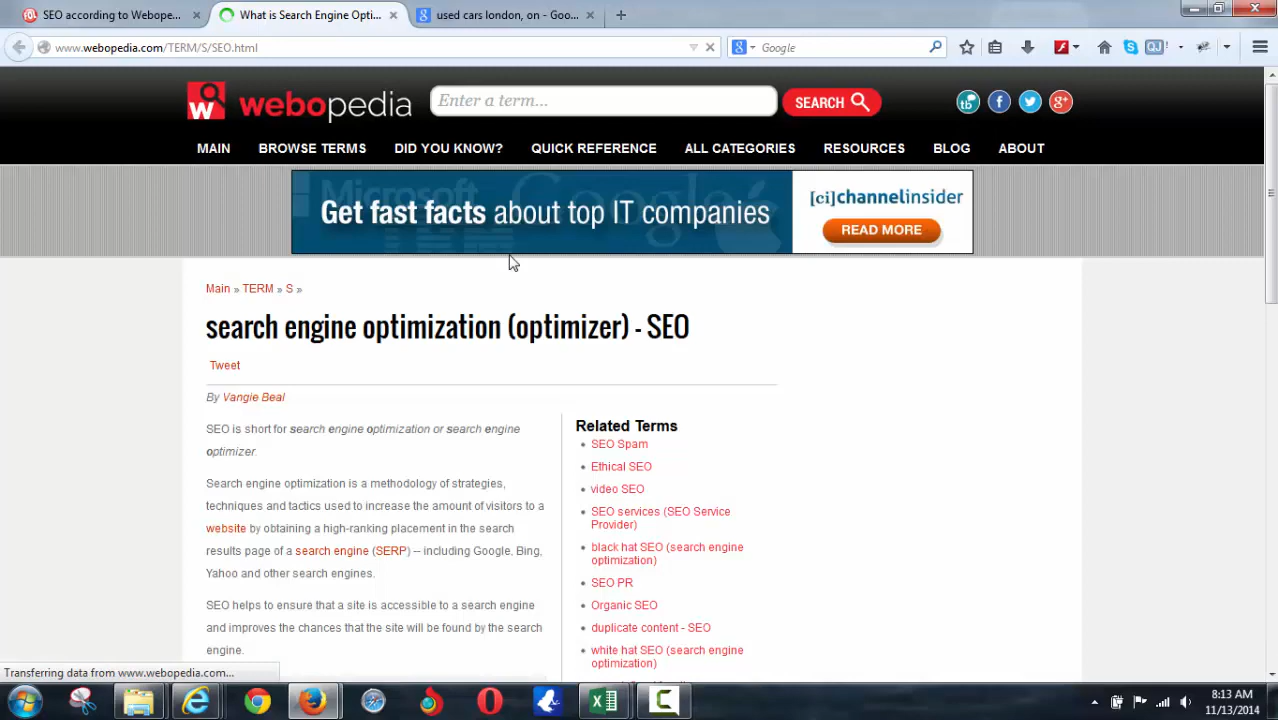 SEO according to Webope...
What is Search Engine Opti...
used cars london, on - Goo...
www.webopedia.com/TERM/S/SEO.html
Google
QJ!
webopedia
Enter a term...
SEARCH
MAIN
BROWSE TERMS
DID YOU KNOW?
QUICK REFERENCE
ALL CATEGORIES
RESOURCES
BLOG
ABOUT
Microsoft Google
IBM
Get fast facts about top IT companies
[ci]channelinsider
READ MORE
Main » TERM » S »
search engine optimization (optimizer) - SEO
Tweet
By Vangie Beal
SEO is short for search engine optimization or search engine
optimizer.
Search engine optimization is a methodology of strategies,
techniques and tactics used to increase the amount of visitors to a
website by obtaining a high-ranking placement in the search
results page of a search engine (SERP) -- including Google, Bing,
Yahoo and other search engines.
SEO helps to ensure that a site is accessible to a search engine
and improves the chances that the site will be found by the search
engine.
Related Terms
SEO Spam
Ethical SEO
video SEO
SEO services (SEO Service
Provider)
black hat SEO (search engine
optimization)
SEO PR
Organic SEO
duplicate content - SEO
white hat SEO (search engine
optimization)
Transferring data from www.webopedia.com...
8:13 AM
11/13/2014